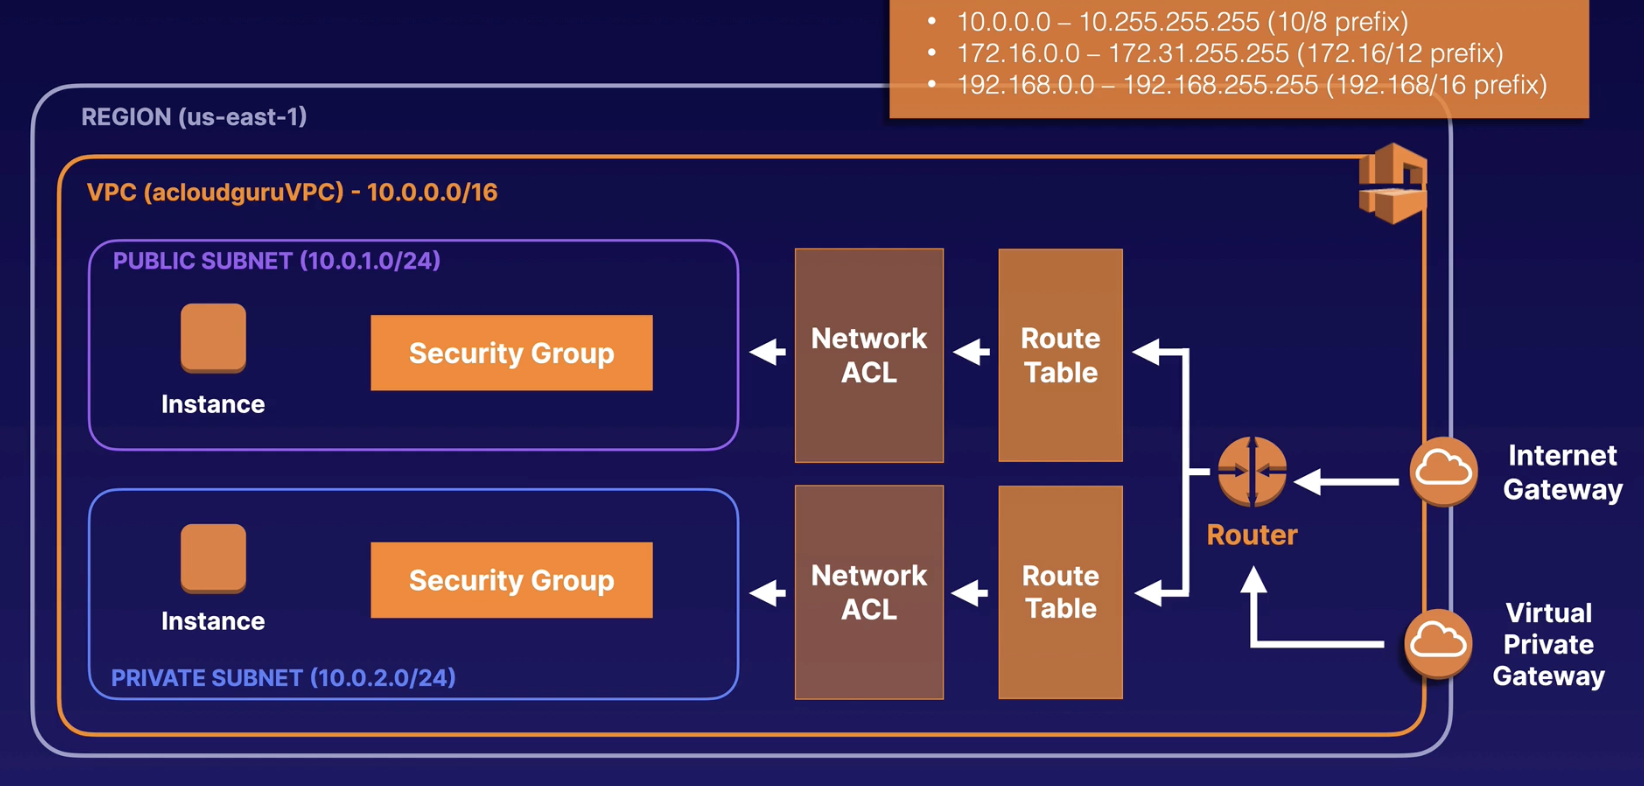 • 10.0.0.0 – 10.255.255.255 (10/8 prefix)
• 172.16.0.0 – 172.31.255.255 (172.16/12 prefix)
• 192.168.0.0 – 192.168.255.255 (192.168/16 prefix)
REGION (us-east-1)
VPC (acloudguruVPC) - 10.0.0.0/16
PUBLIC SUBNET (10.0.1.0/24)
Instance
Security Group
Network
ACL
Route
Table
Router
Internet
Gateway
Instance
Security Group
PRIVATE SUBNET (10.0.2.0/24)
Network
ACL
Route
Table
Virtual
Private
Gateway